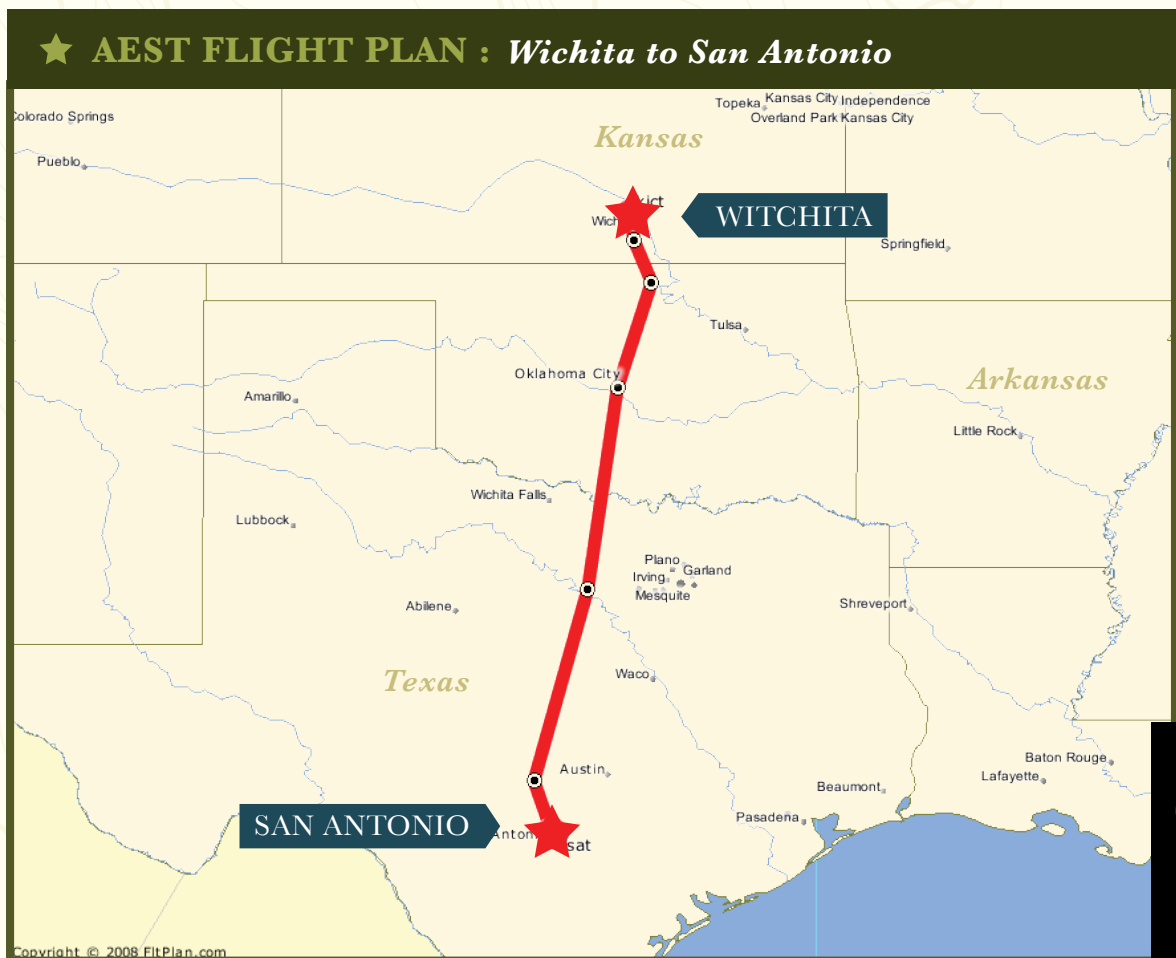 AEST FLIGHT PLAN : Wichita to San Antonio
Colorado Springs
Topeka
Kansas City
Independence
Overland Park
Kansas City
Kansas
Pueblo
kict
WITCHITA
Springfield
Tulsa
Oklahoma City
Arkansas
Amarillo
Little Rock
Wichita Falls
Lubbock
Plano
Garland
Irving
Mesquite
Abilene
Shreveport
Waco
Texas
Austin
Baton Rouge
Lafayette
Beaumont
SAN ANTONIO
Pasadena
sat
Copyright © 2008 FltPlan.com